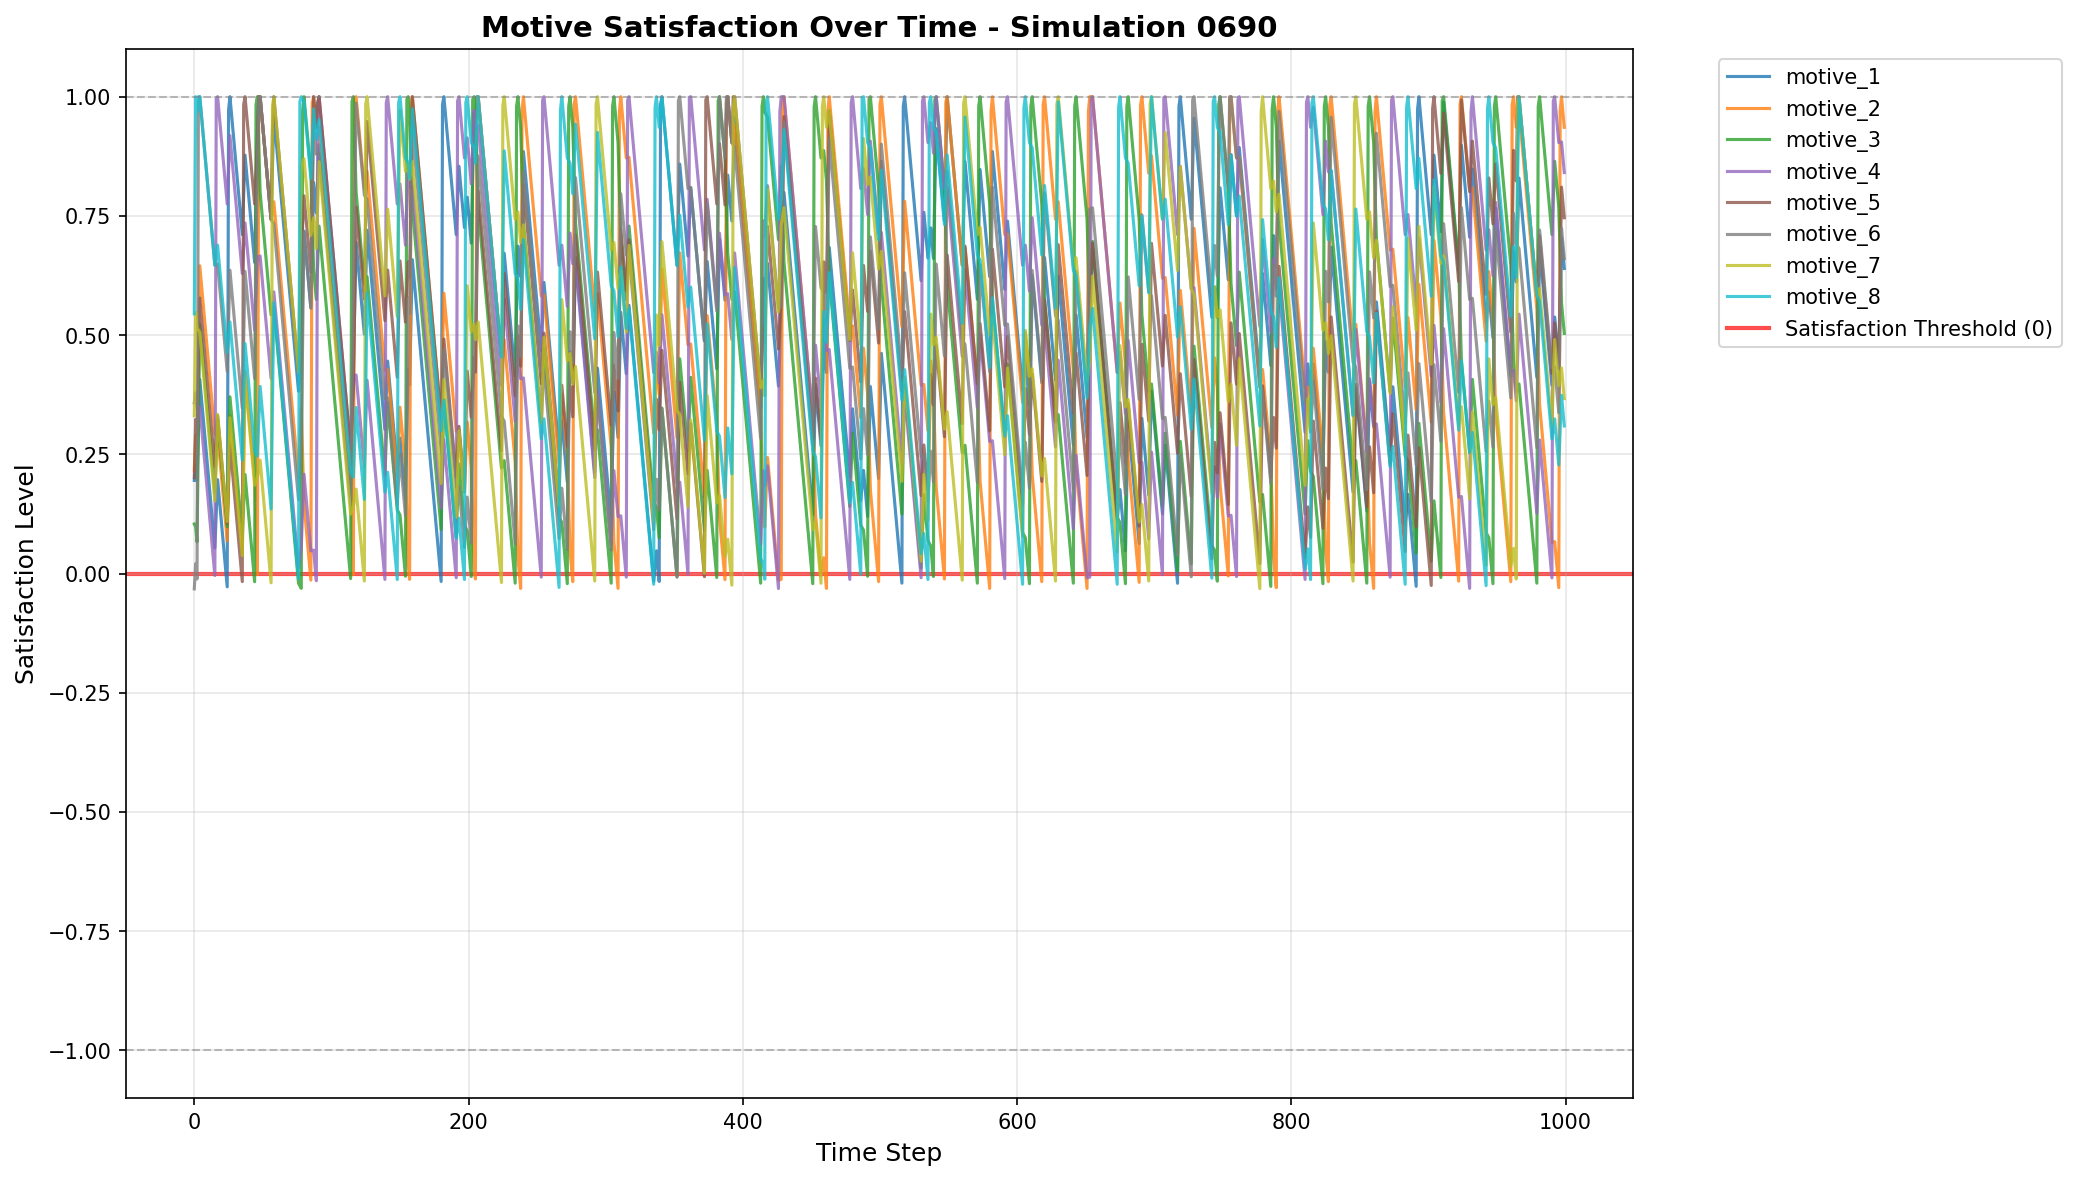 Motive Satisfaction Over Time - Simulation 0690
1.00
0.75
0.50
0.25
0.00
−0.25
−0.50
−0.75
−1.00
Satisfaction Level
0
200
400
600
800
1000
Time Step
motive_1
motive_2
motive_3
motive_4
motive_5
motive_6
motive_7
motive_8
Satisfaction Threshold (0)